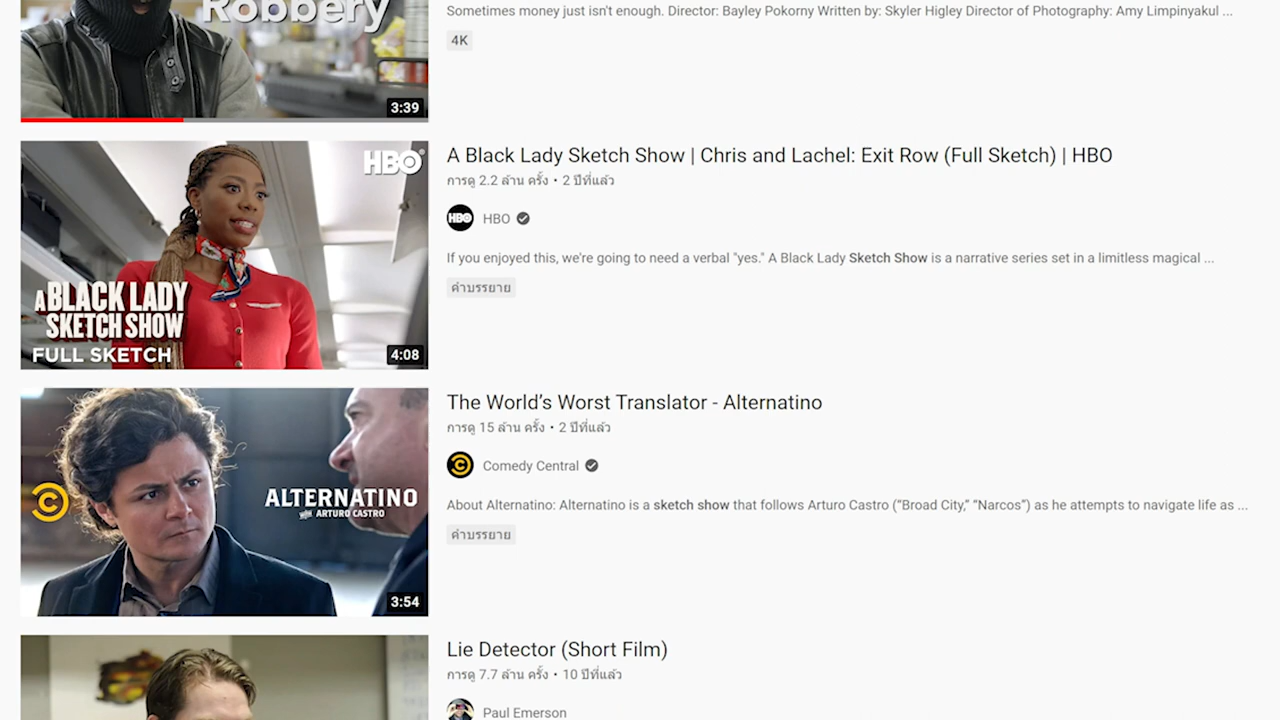 Robbery
Sometimes money just isn't enough. Director: Bayley Pokorny Written by: Skyler Higley Director of Photography: Amy Limpinyakul ...
4K
3:39
HBO
A BLACK LADY
SKETCH SHOW
FULL SKETCH
4:08
A Black Lady Sketch Show | Chris and Lachel: Exit Row (Full Sketch) | HBO
การดู 2.2 ล้าน ครั้ง • 2 ปีที่แล้ว
HBO HBO
If you enjoyed this, we're going to need a verbal "yes." A Black Lady Sketch Show is a narrative series set in a limitless magical ...
คำบรรยาย
ALTERNATINO
WITH ARTURO CASTRO
3:54
The World’s Worst Translator - Alternatino
การดู 15 ล้าน ครั้ง • 2 ปีที่แล้ว
Comedy Central
About Alternatino: Alternatino is a sketch show that follows Arturo Castro (“Broad City,” “Narcos”) as he attempts to navigate life as ...
คำบรรยาย
Lie Detector (Short Film)
การดู 7.7 ล้าน ครั้ง • 10 ปีที่แล้ว
Paul Emerson